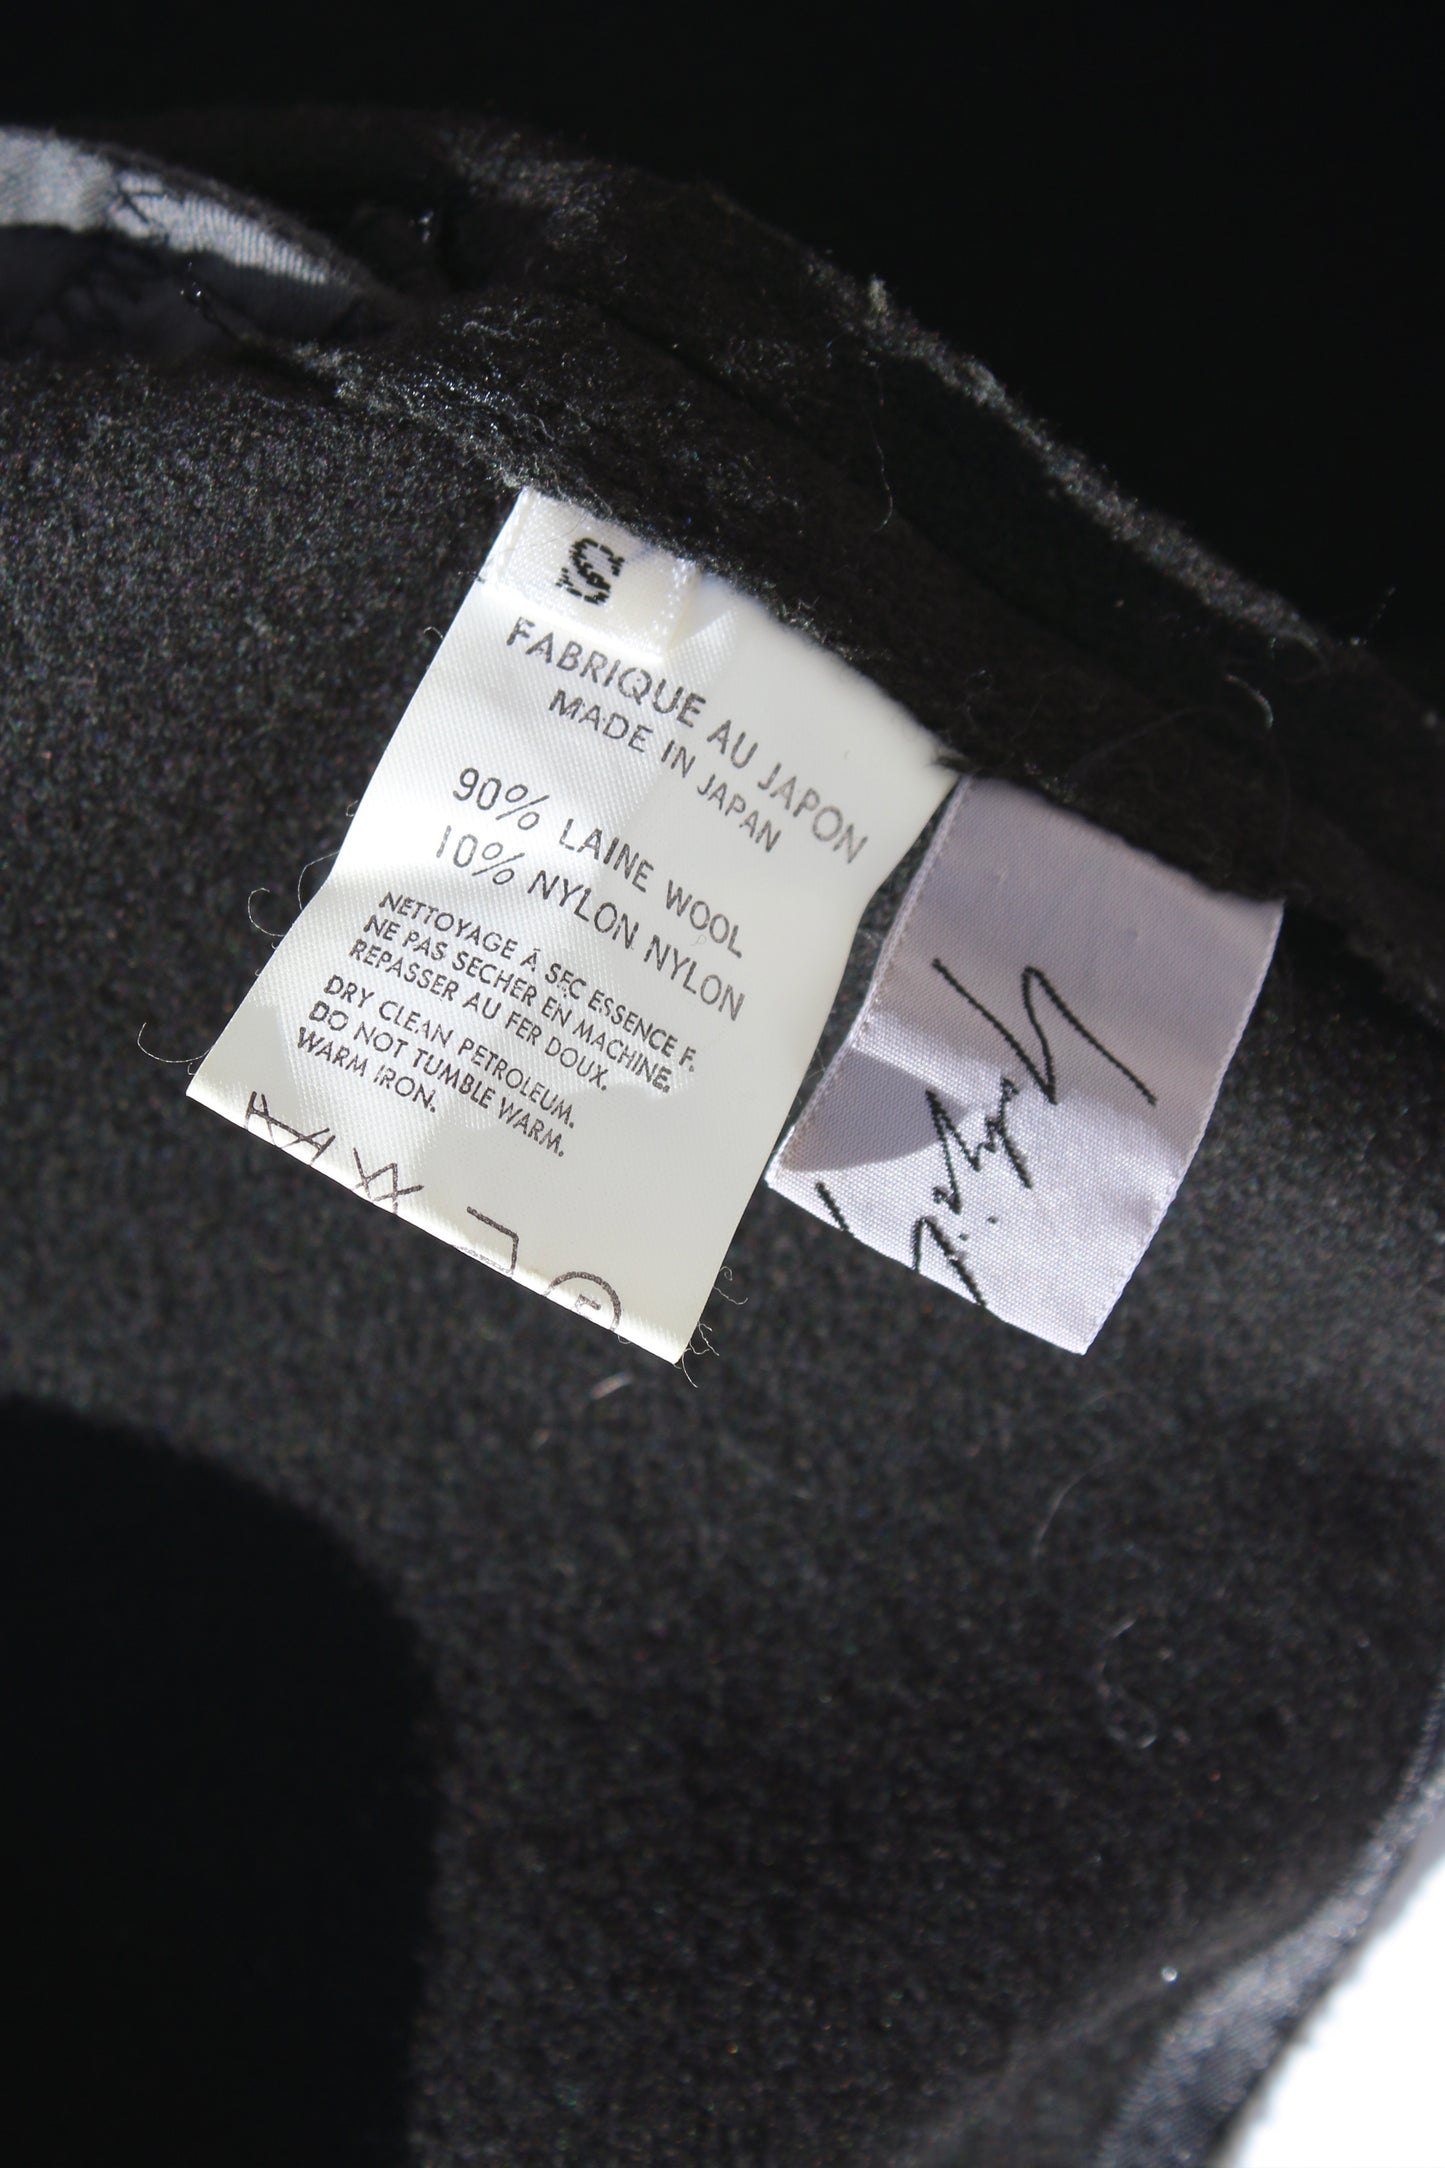 S
FABRIQUE AU JAPON
MADE IN JAPAN
90% LAINE WOOL
10% NYLON NYLON
NETTOYAGE Á SEC ESSENCE F.
NE PAS SECHER EN MACHINE.
REPASSER AU FER DOUX.
DRY CLEAN PETROLEUM.
DO NOT TUMBLE WARM.
WARM IRON.